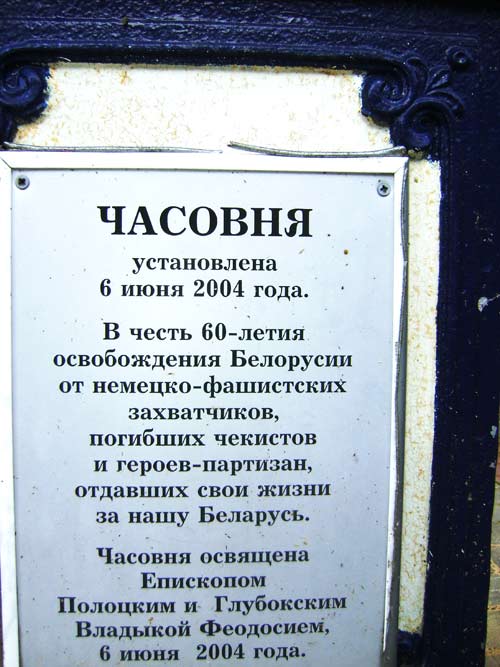 ЧАСОВНЯ
установлена
6 июня 2004 года.
В честь 60-летия
освобождения Белорусии
от немецко-фашистских
захватчиков,
погибших чекистов
и героев-партизан,
отдавших свои жизни
за нашу Беларусь.
Часовня освящена
Епископом
Полоцким и Глубокским
Владыкой Феодосием,
6 июня 2004 года.